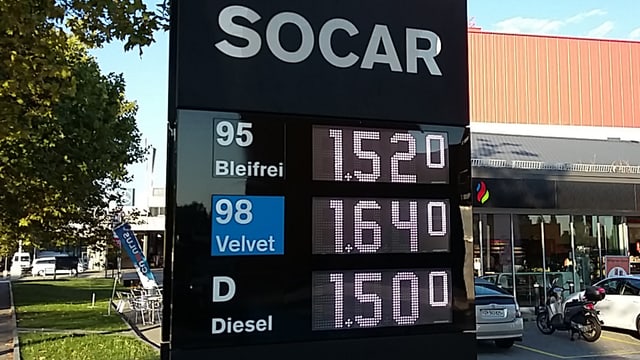 SOCAR
95
Bleifrei
1.520
98
Velvet
1.640
D
Diesel
1.500